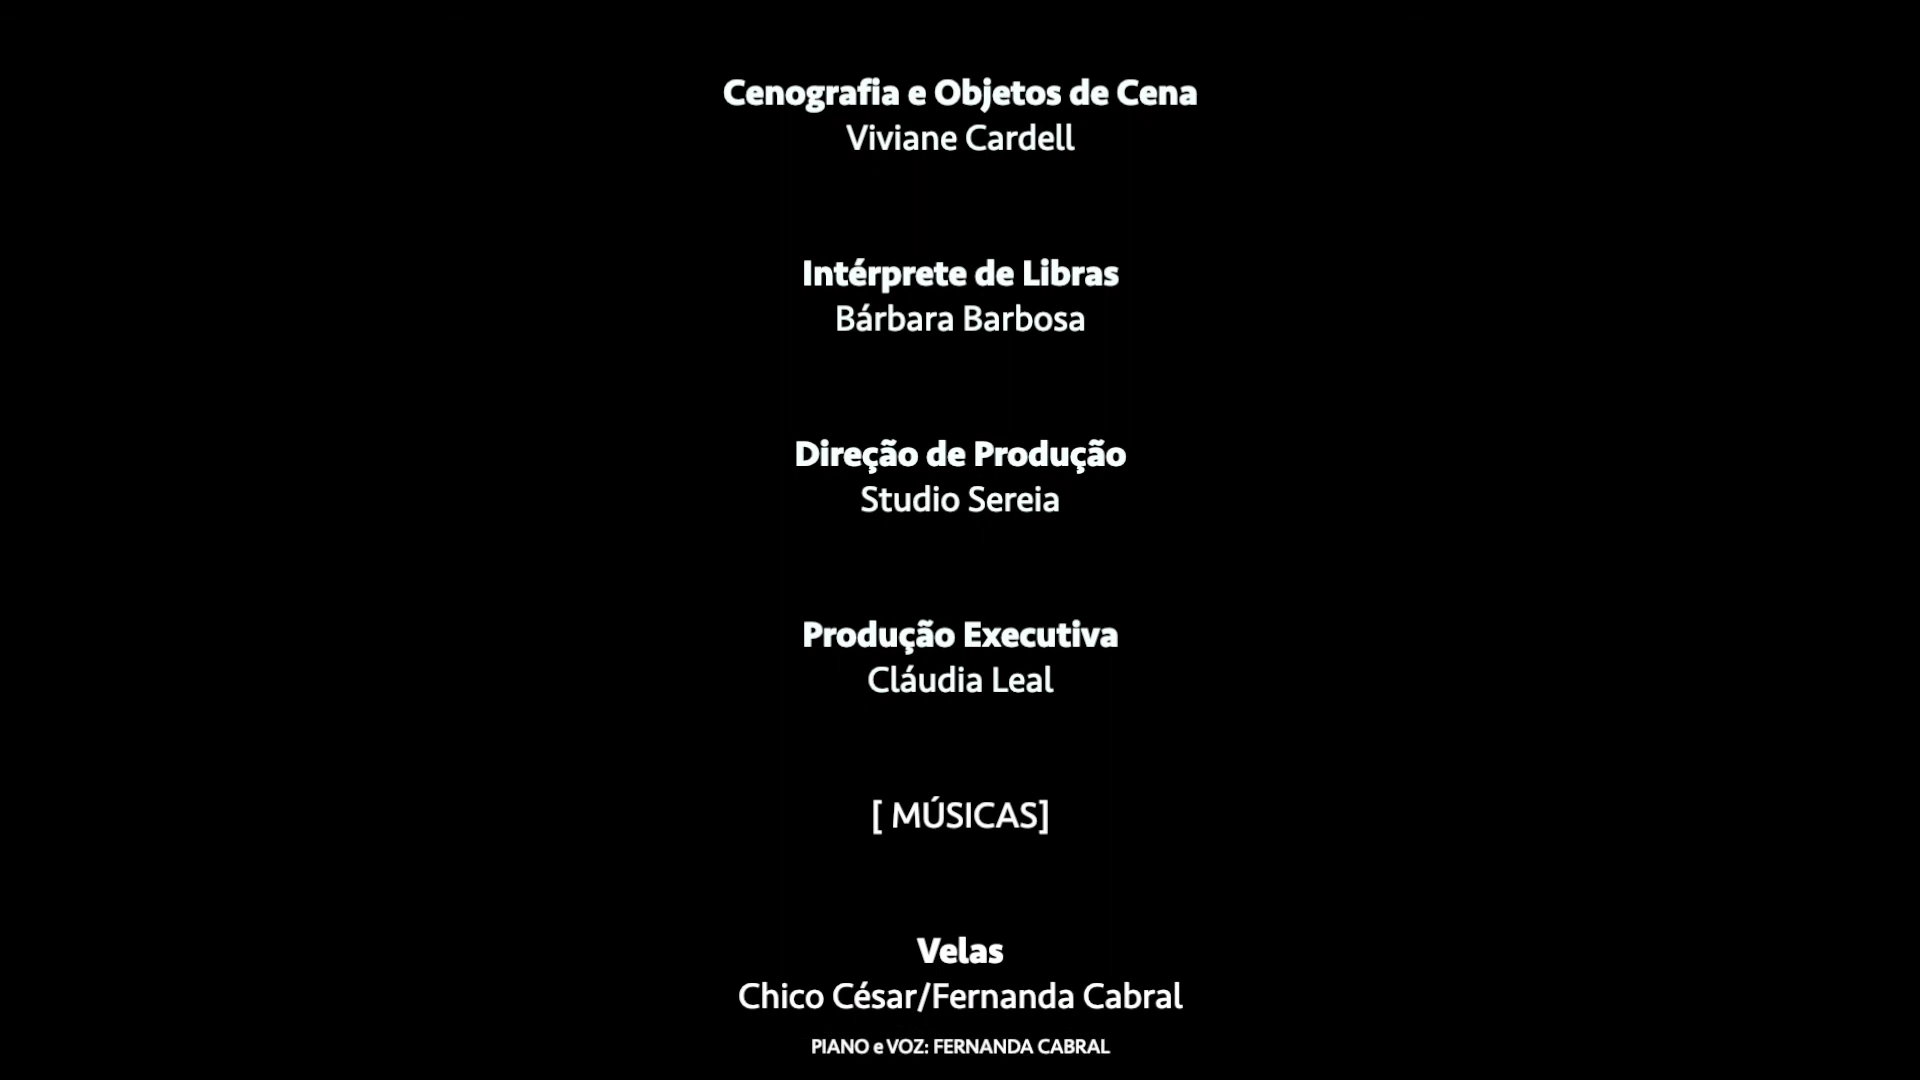 Cenografia e Objetos de Cena
Viviane Cardell
Intérprete de Libras
Bárbara Barbosa
Direção de Produção
Studio Sereia
Produção Executiva
Cláudia Leal
[ MÚSICAS]
Velas
Chico César/Fernanda Cabral
PIANO e VOZ: FERNANDA CABRAL